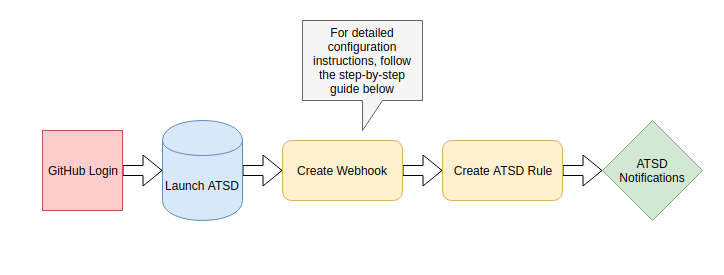 For detailed
configuration
instructions, follow
the step-by-step
guide below
GitHub Login
Launch ATSD
Create Webhook
Create ATSD Rule
ATSD
Notifications